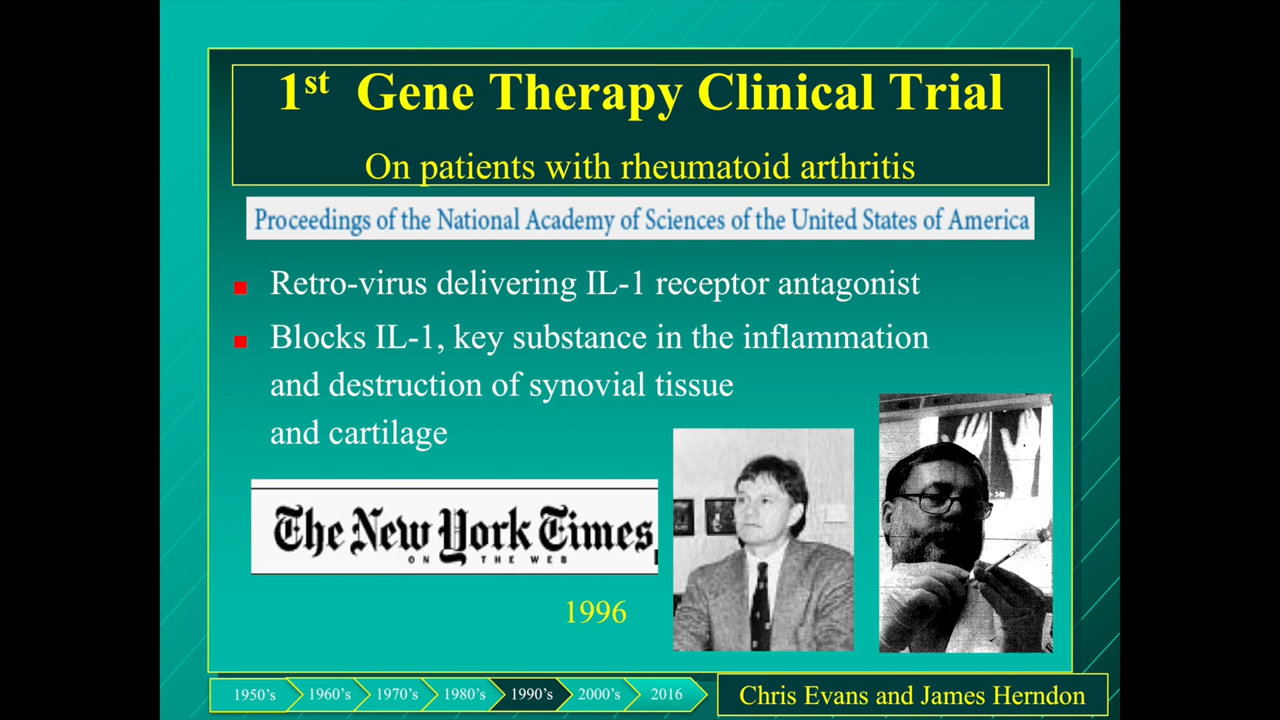 1st Gene Therapy Clinical Trial
On patients with rheumatoid arthritis
Proceedings of the National Academy of Sciences of the United States of America
Retro-virus delivering IL-1 receptor antagonist
Blocks IL-1, key substance in the inflammation
and destruction of synovial tissue
and cartilage
The New York Times
ON THE WEB
1996
1950's 1960's 1970's 1980's 1990's 2000's 2016
Chris Evans and James Herndon